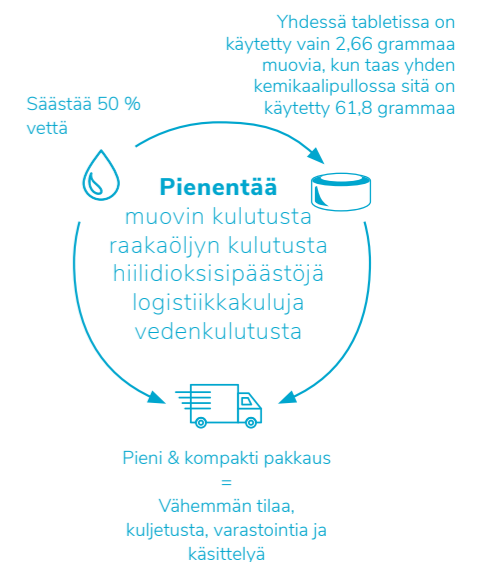 Yhdessä tabletissa on
käytetty vain 2,66 grammaa
muovia, kun taas yhden
kemikaalipullossa sitä on
käytetty 61,8 grammaa
Säästää 50 %
vettä
Pienentää
muovin kulutusta
raakaöljyn kulutusta
hiilidioksisipäästöjä
logistiikkakuluja
vedenkulutusta
Pieni & kompakti pakkaus
=
Vähemmän tilaa,
kuljetusta, varastointia ja
käsittelyä